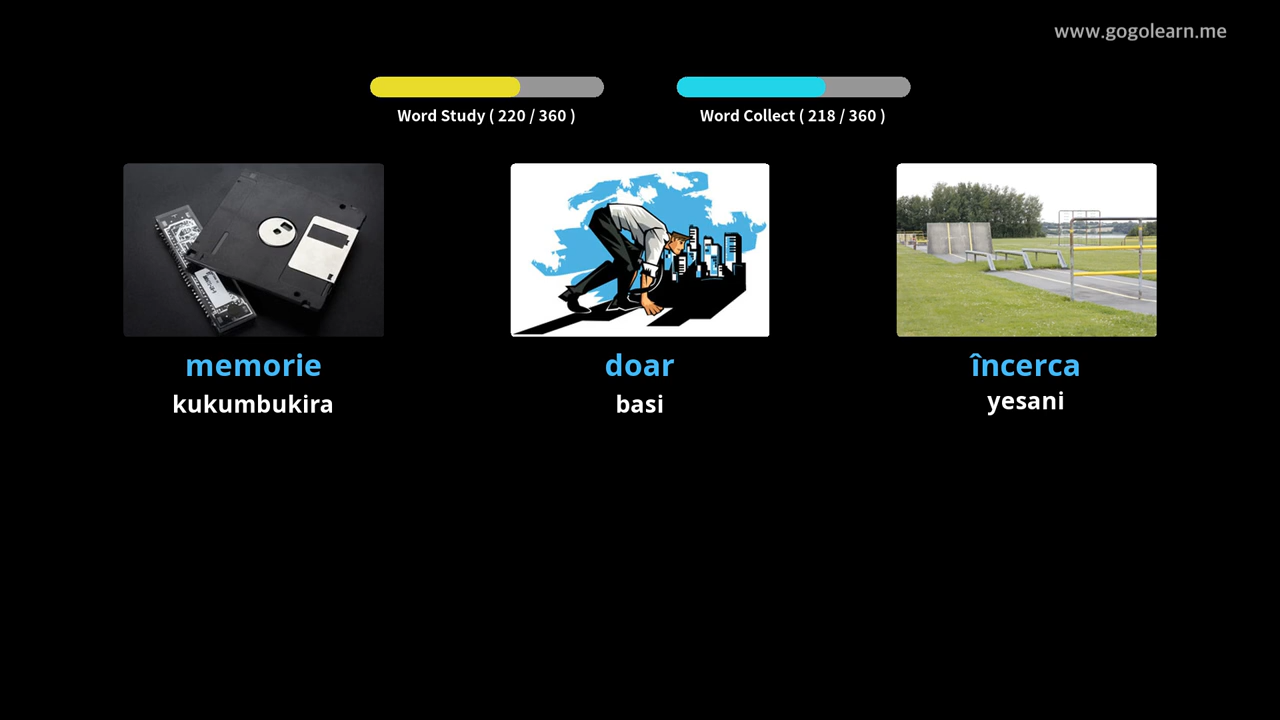 www.gogolearn.me
Word Study ( 220 / 360 )
Word Collect ( 218 / 360 )
memorie
kukumbukira
doar
basi
încerca
yesani